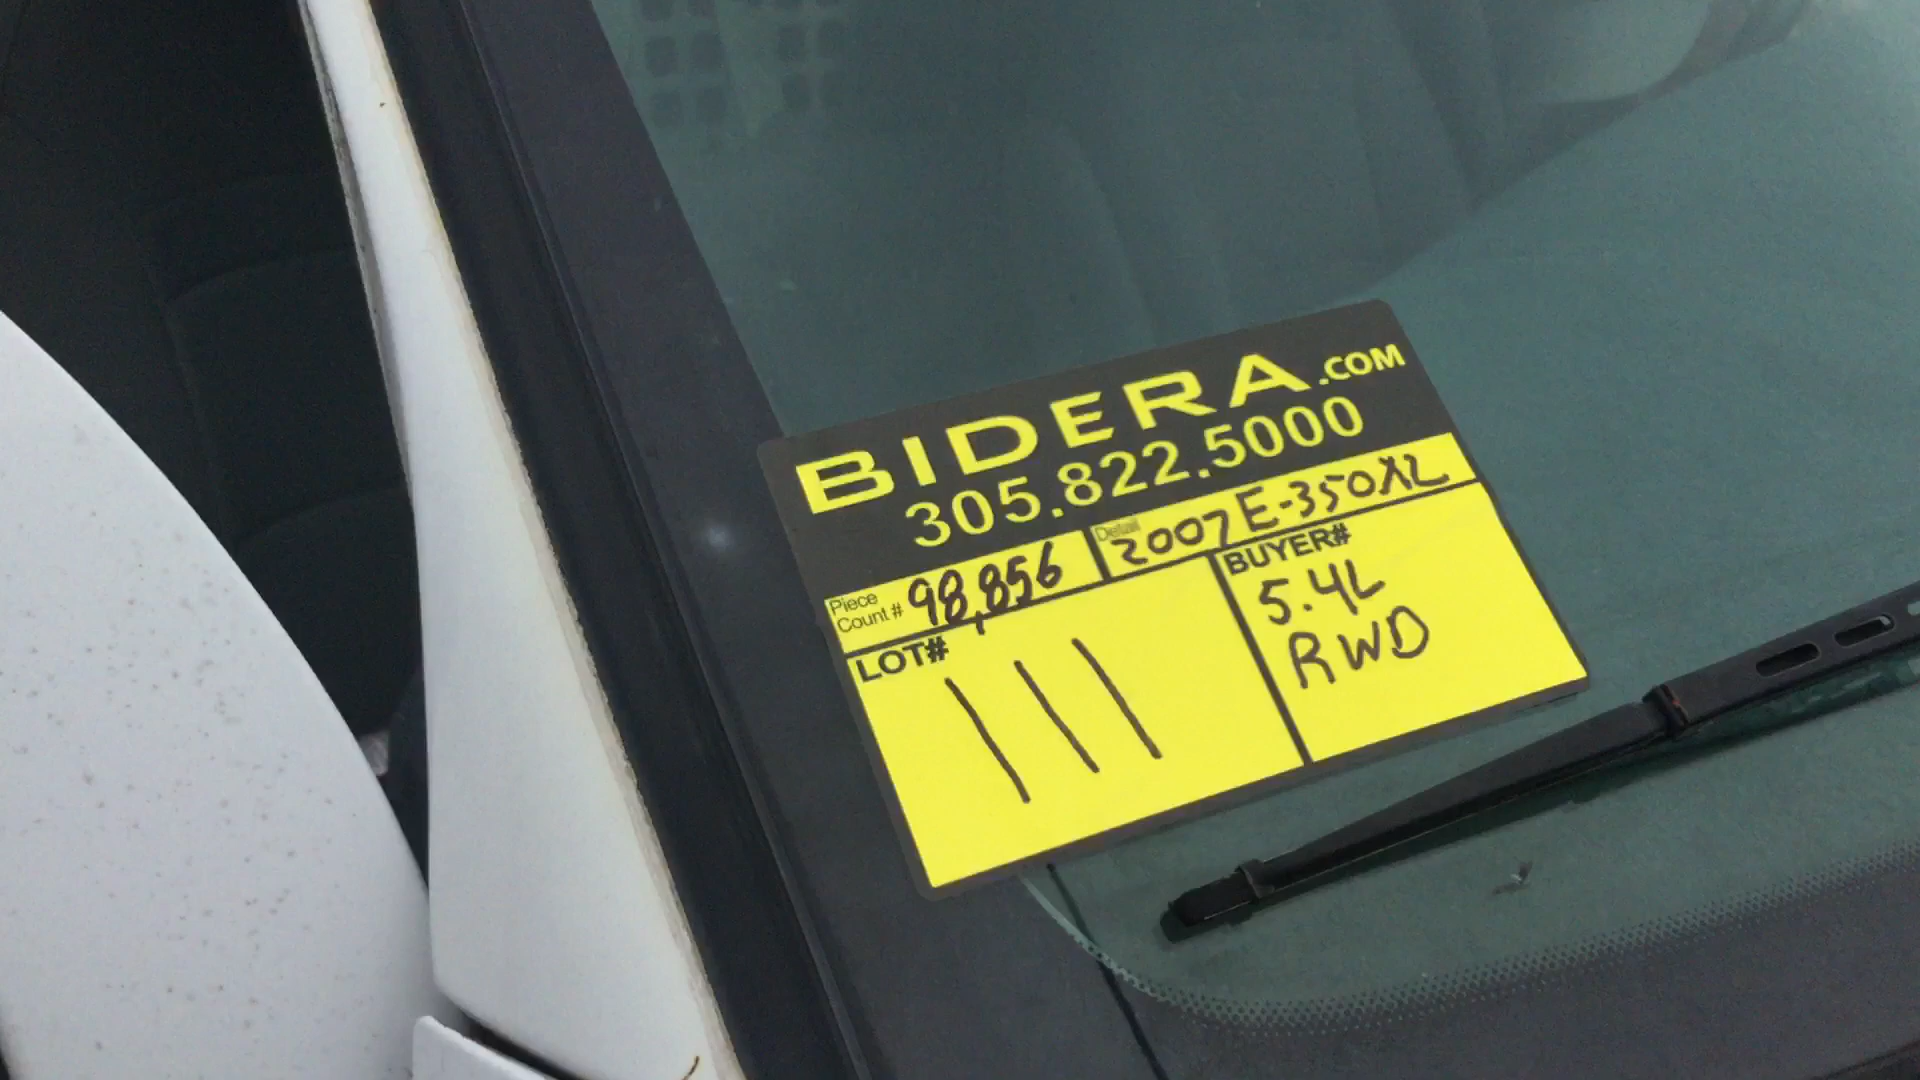 BIDERA.COM
305.822.5000
Piece Count # 98,856
Detail 2007 E-350XL
LOT# 111
BUYER# 5.4L
RWD